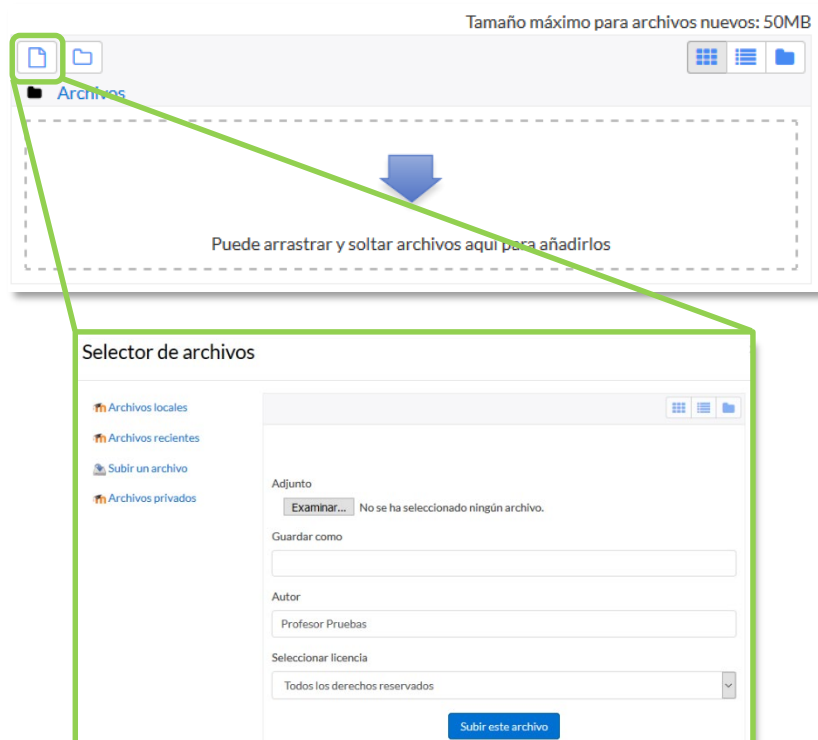 Tamaño máximo para archivos nuevos: 50MB
Archivos
Puede arrastrar y soltar archivos aquí para añadirlos
Selector de archivos
Archivos locales
Archivos recientes
Subir un archivo
Archivos privados
Adjunto
Examinar... No se ha seleccionado ningún archivo.
Guardar como
Autor
Profesor Pruebas
Seleccionar licencia
Todos los derechos reservados
Subir este archivo